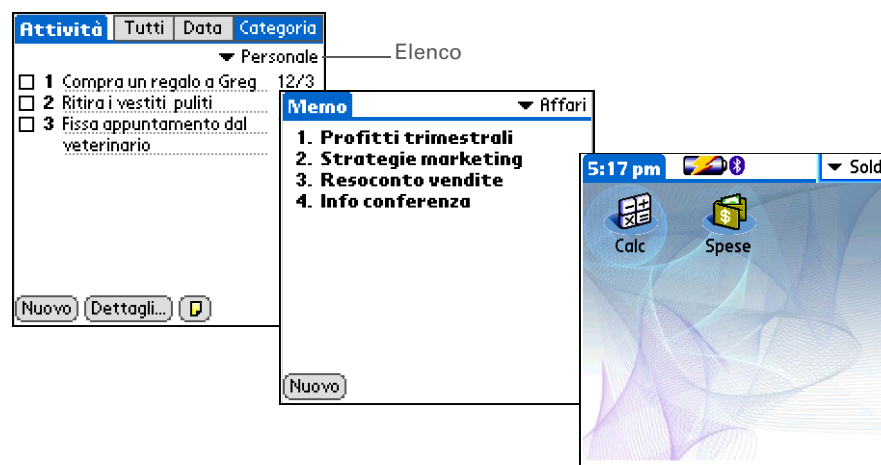 Attività Tutti Data Categoria
Personale
Elenco
1 Compra un regalo a Greg 12/3
2 Ritira i vestiti puliti
3 Fissa appuntamento dal
veterinario
Nuovo Dettagli...
Memo Affari
1. Profitti trimestrali
2. Strategie marketing
3. Resoconto vendite
4. Info conferenza
Nuovo
5:17 pm Sold
Calc Spese